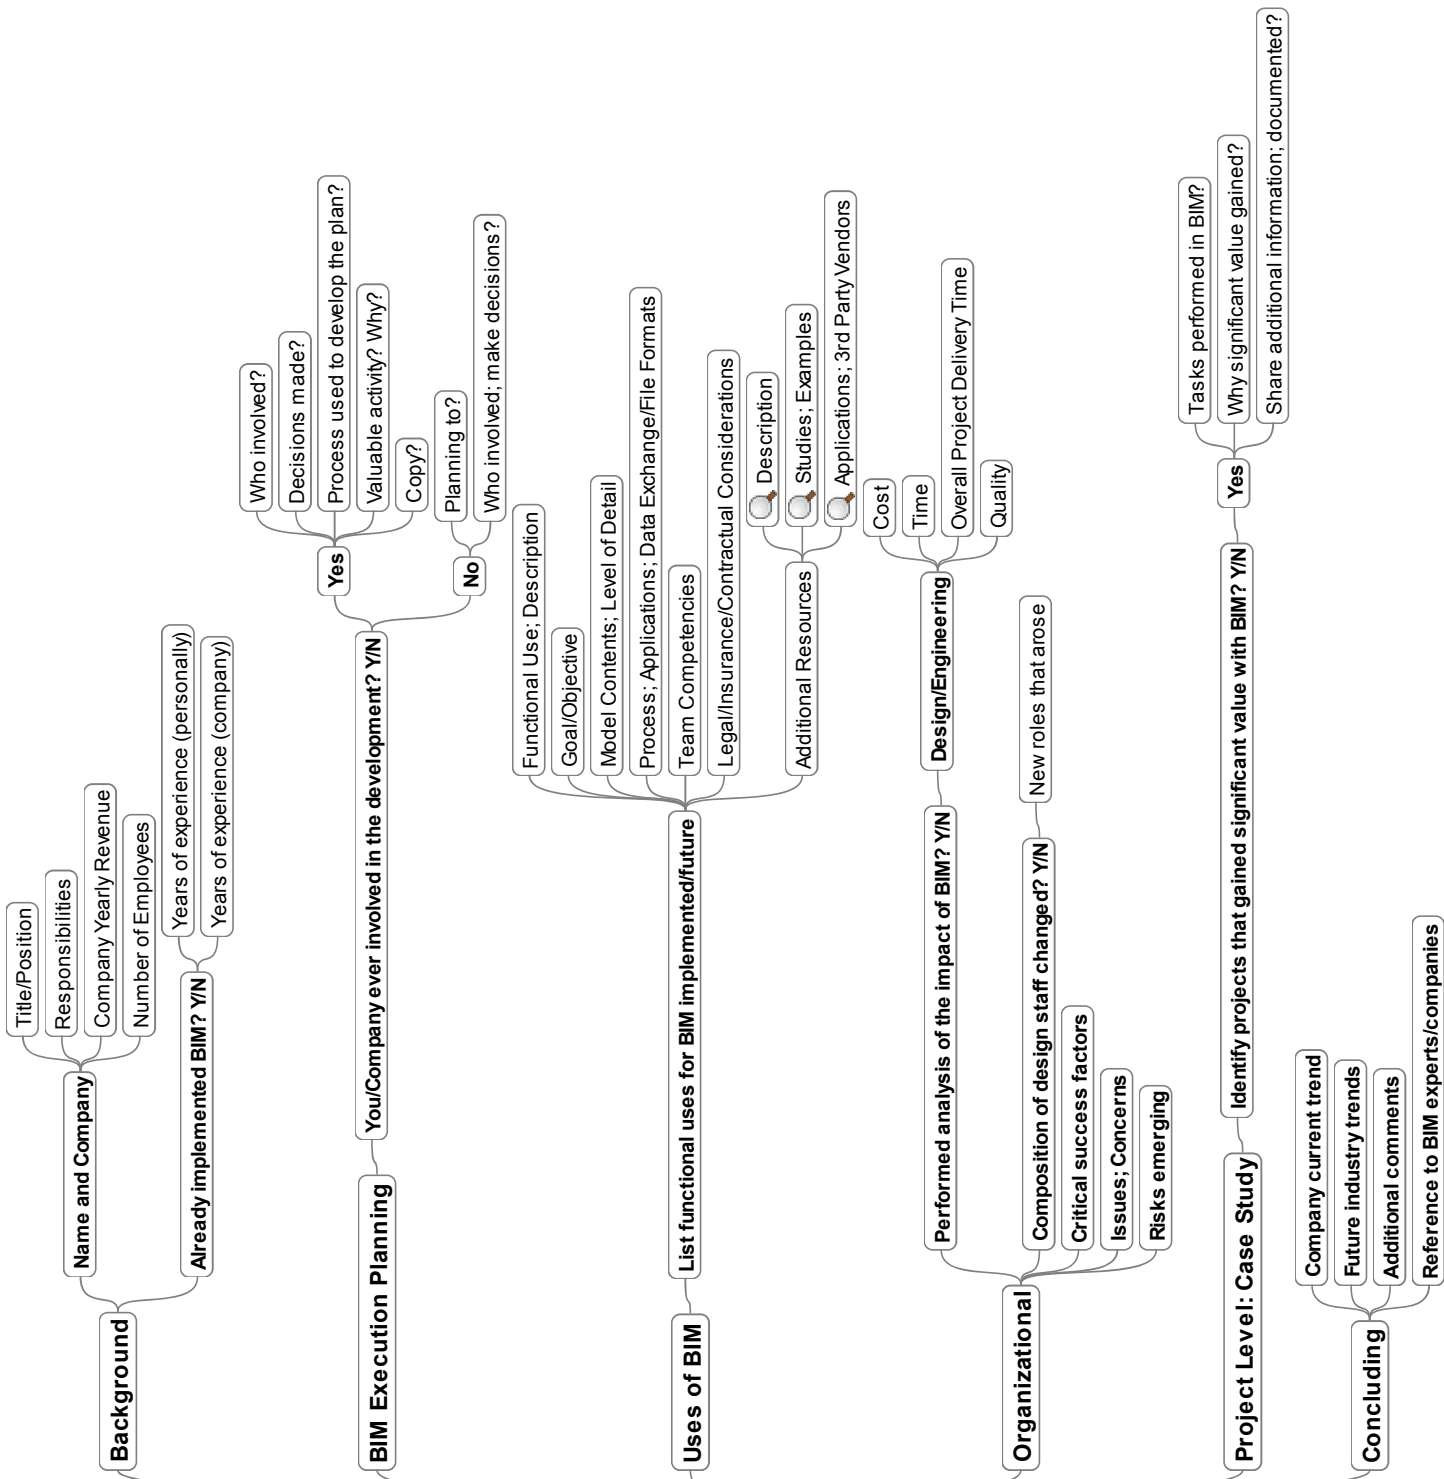 Background
Name and Company
Title/Position
Responsibilities
Company Yearly Revenue
Number of Employees
Already implemented BIM? Y/N
Years of experience (personally)
Years of experience (company)
BIM Execution Planning
You/Company ever involved in the development? Y/N
Yes
Who involved?
Decisions made?
Process used to develop the plan?
Valuable activity? Why?
Copy?
No
Planning to?
Who involved; make decisions?
Uses of BIM
List functional uses for BIM implemented/future
Functional Use; Description
Goal/Objective
Model Contents; Level of Detail
Process; Applications; Data Exchange/File Formats
Team Competencies
Legal/Insurance/Contractual Considerations
Additional Resources
Description
Studies; Examples
Applications; 3rd Party Vendors
Organizational
Performed analysis of the impact of BIM? Y/N
Design/Engineering
Cost
Time
Overall Project Delivery Time
Quality
Composition of design staff changed? Y/N
New roles that arose
Critical success factors
Issues; Concerns
Risks emerging
Project Level: Case Study
Identify projects that gained significant value with BIM? Y/N
Yes
Tasks performed in BIM?
Why significant value gained?
Share additional information; documented?
Concluding
Company current trend
Future industry trends
Additional comments
Reference to BIM experts/companies